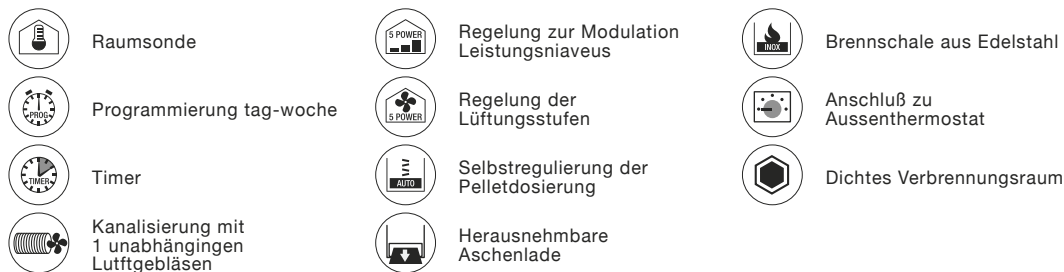 Raumsonde
PROG
Programmierung tag-woche
TIMER
Timer
Kanalisierung mit
1 unabhängingen
Lutftgebläsen
5 POWER
Regelung zur Modulation
Leistungsniaveus
5 POWER
Regelung der
Lüftungsstufen
AUTO
Selbstregulierung der
Pelletdosierung
Herausnehmbare
Aschenlade
INOX
Brennschale aus Edelstahl
Anschluß zu
Aussenthermostat
Dichtes Verbrennungsraum